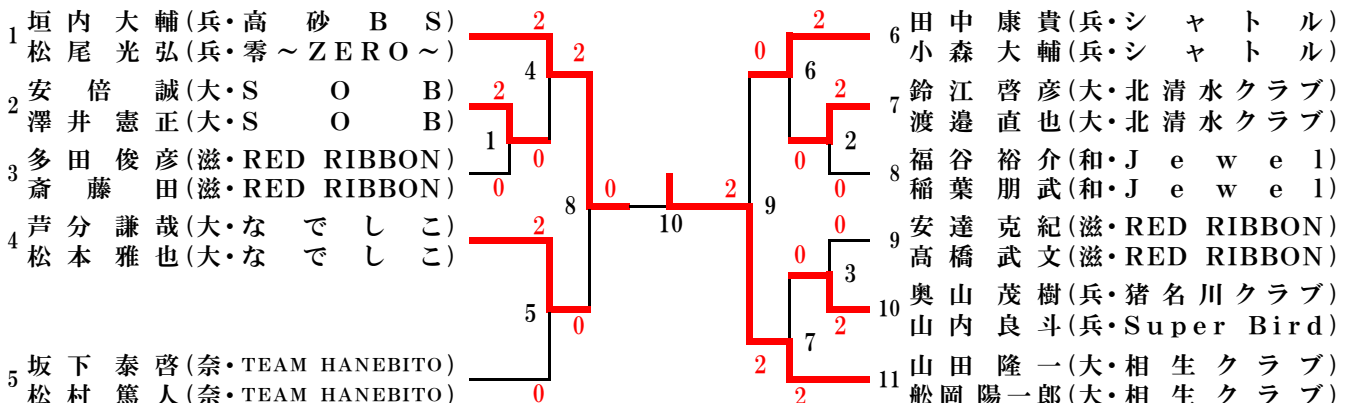 1
垣内大輔(兵・高砂BS)
松尾光弘(兵・零～ZERO～)
2
安倍誠(大・SOB)
澤井憲正(大・SOB)
3
多田俊彦(滋・RED RIBBON)
斎藤田(滋・RED RIBBON)
4
芦分謙哉(大・なでしこ)
松本雅也(大・なでしこ)
5
坂下泰啓(奈・TEAM HANEBITO)
松村篤人(奈・TEAM HANEBITO)
2
2
4
2
1
0
0
2
8
0
5
0
0
10
2
0
2
6
2
0
2
0
9
0
0
3
2
7
2
2
6
田中康貴(兵・シャトル)
小森大輔(兵・シャトル)
7
鈴江啓彦(大・北清水クラブ)
渡邉直也(大・北清水クラブ)
8
福谷裕介(和・Jewel)
稲葉朋武(和・Jewel)
9
安達克紀(滋・RED RIBBON)
高橋武文(滋・RED RIBBON)
10
奥山茂樹(兵・猪名川クラブ)
山内良斗(兵・Super Bird)
11
山田隆一(大・相生クラブ)
舩岡陽一郎(大・相生クラブ)